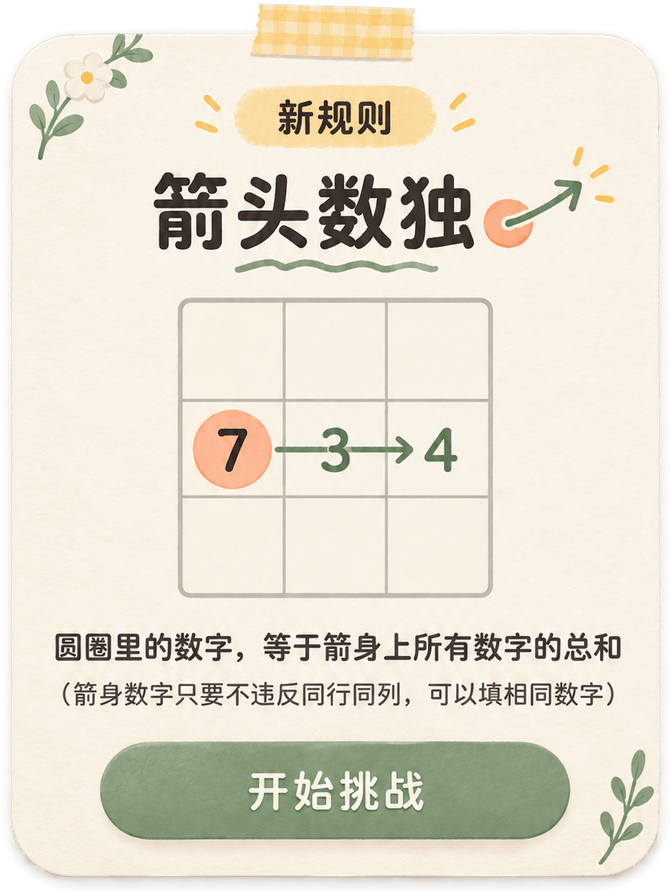 新规则
箭头数独
7 3 4
圆圈里的数字，等于箭身上所有数字的总和
（箭身数字只要不违反同行同列，可以填相同数字）
开始挑战